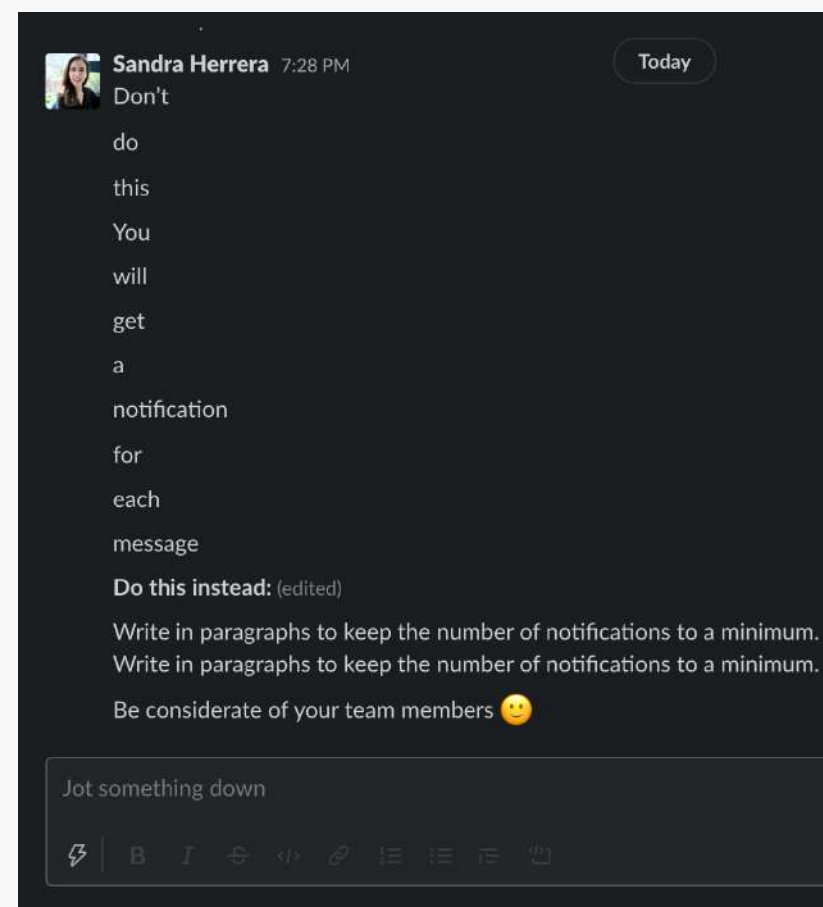 Sandra Herrera 7:28 PM
Today
Don't
do
this
You
will
get
a
notification
for
each
message
Do this instead: (edited)
Write in paragraphs to keep the number of notifications to a minimum.
Write in paragraphs to keep the number of notifications to a minimum.
Be considerate of your team members 🙂
Jot something down
B I S </>